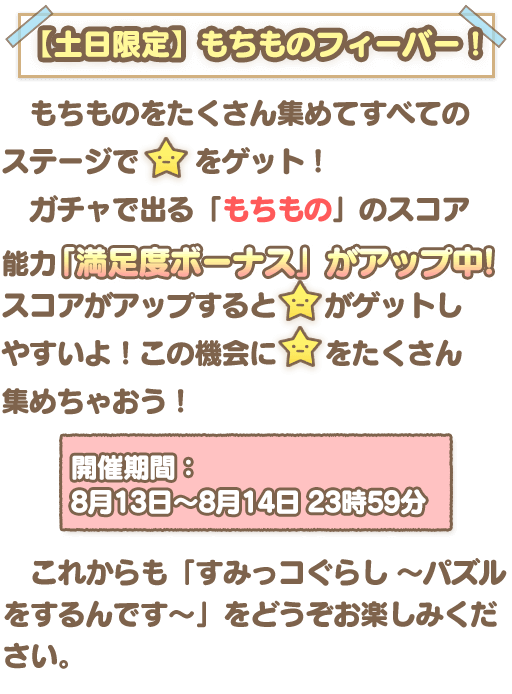 【土日限定】もちものフィーバー！
もちものをたくさん集めてすべての
ステージで をゲット！
ガチャで出る「もちもの」のスコア
能力「満足度ボーナス」がアップ中!
スコアがアップすると がゲットし
やすいよ！この機会に をたくさん
集めちゃおう！
開催期間：
8月13日〜8月14日 23時59分
これからも「すみっコぐらし 〜パズル
をするんです〜」をどうぞお楽しみくだ
さい。